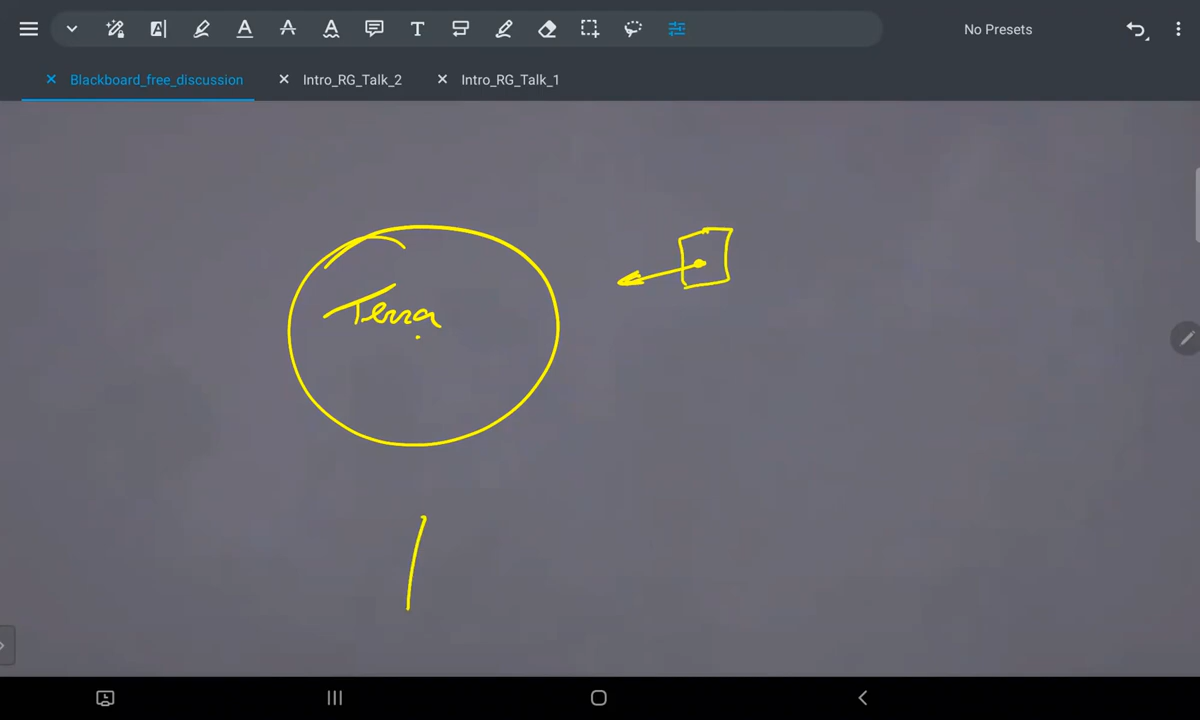 No Presets
Blackboard_free_discussion
Intro_RG_Talk_2
Intro_RG_Talk_1
Terra